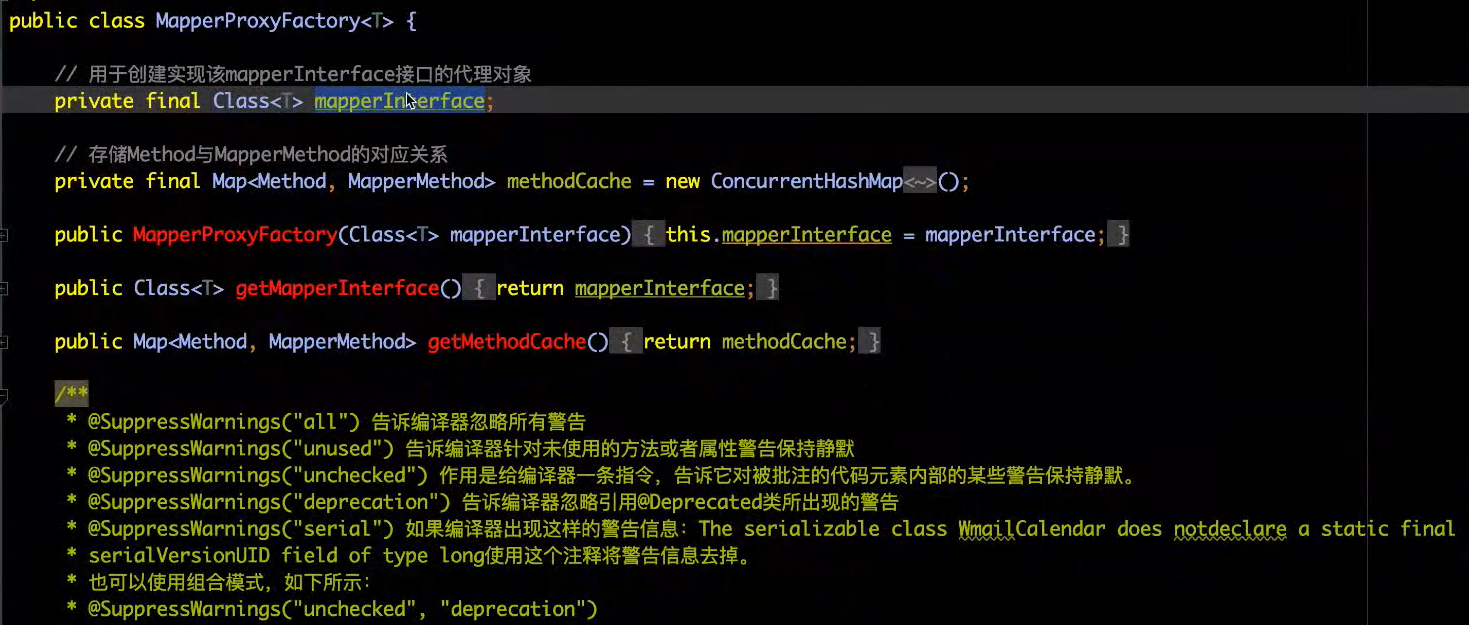 public class MapperProxyFactory<T> {
// 用于创建实现该mapperInterface接口的代理对象
private final Class<T> mapperInterface;
// 存储Method与MapperMethod的对应关系
private final Map<Method, MapperMethod> methodCache = new ConcurrentHashMap<~>();
public MapperProxyFactory(Class<T> mapperInterface) { this.mapperInterface = mapperInterface; }
public Class<T> getMapperInterface() { return mapperInterface; }
public Map<Method, MapperMethod> getMethodCache() { return methodCache; }
/**
* @SuppressWarnings("all") 告诉编译器忽略所有警告
* @SuppressWarnings("unused") 告诉编译器针对未使用的方法或者属性警告保持静默
* @SuppressWarnings("unchecked") 作用是给编译器一条指令，告诉它对被批注的代码元素内部的某些警告保持静默。
* @SuppressWarnings("deprecation") 告诉编译器忽略引用@Deprecated类所出现的警告
* @SuppressWarnings("serial") 如果编译器出现这样的警告信息：The serializable class WmailCalendar does notdeclare a static final
* serialVersionUID field of type long使用这个注释将警告信息去掉。
* 也可以使用组合模式，如下所示：
* @SuppressWarnings("unchecked", "deprecation")